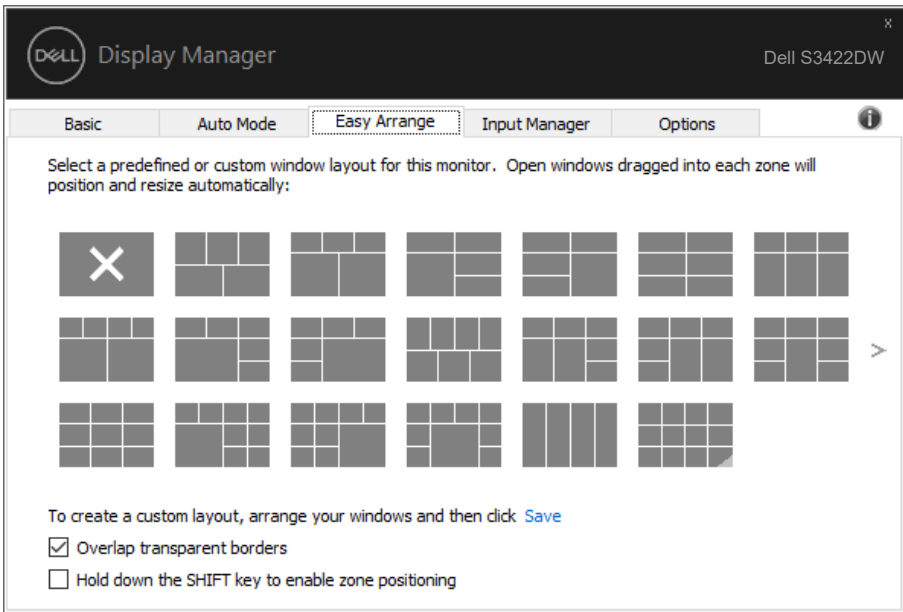 x
DELL Display Manager
Dell S3422DW
Basic Auto Mode Easy Arrange Input Manager Options
Select a predefined or custom window layout for this monitor. Open windows dragged into each zone will
position and resize automatically:
>
To create a custom layout, arrange your windows and then click Save
Overlap transparent borders
Hold down the SHIFT key to enable zone positioning